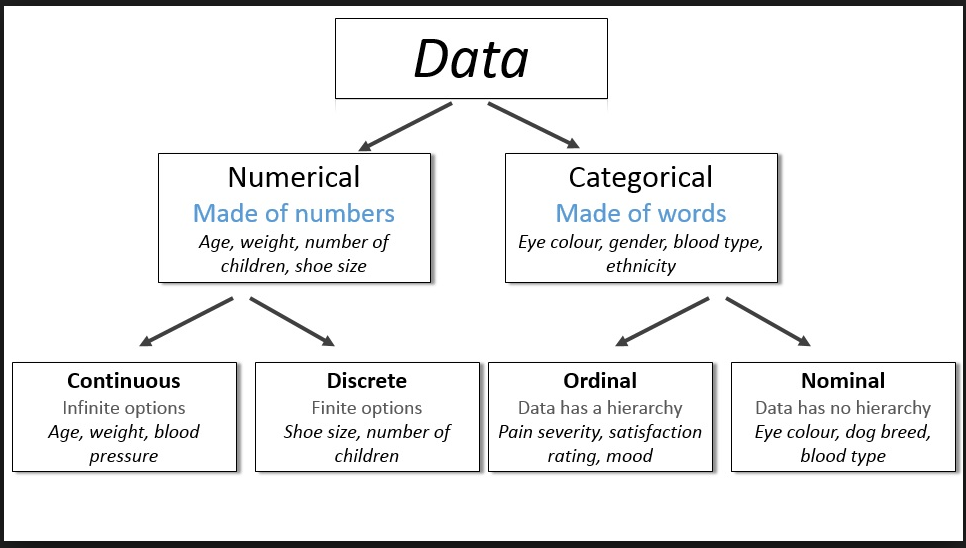 Data
Numerical
Made of numbers
Age, weight, number of
children, shoe size
Categorical
Made of words
Eye colour, gender, blood type,
ethnicity
Continuous
Infinite options
Age, weight, blood
pressure
Discrete
Finite options
Shoe size, number of
children
Ordinal
Data has a hierarchy
Pain severity, satisfaction
rating, mood
Nominal
Data has no hierarchy
Eye colour, dog breed,
blood type